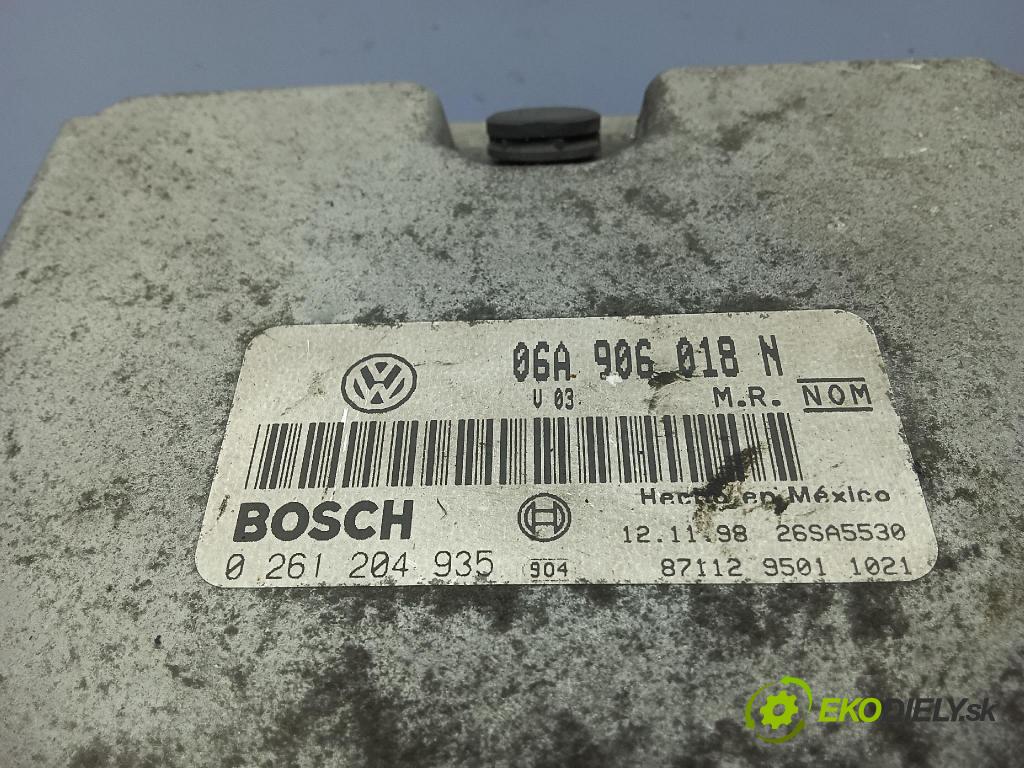 06A 906 018 N
V 03
M.R. NOM
Hecho en México
BOSCH
12.11.98 26SA5530
0 261 204 935
904
87112 9501 1021
EKODIELY.sk